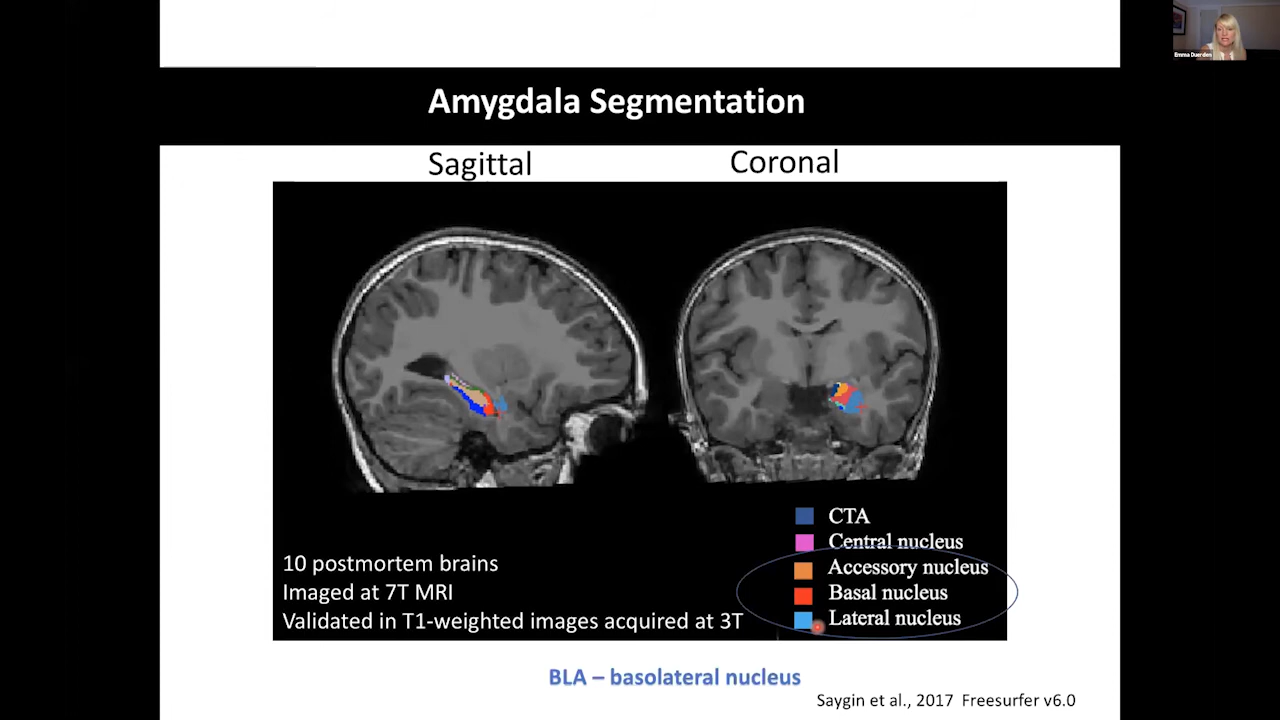 Emma Duerden
Amygdala Segmentation
Sagittal
Coronal
CTA
Central nucleus
Accessory nucleus
Basal nucleus
Lateral nucleus
10 postmortem brains
Imaged at 7T MRI
Validated in T1-weighted images acquired at 3T
BLA – basolateral nucleus
Saygin et al., 2017 Freesurfer v6.0